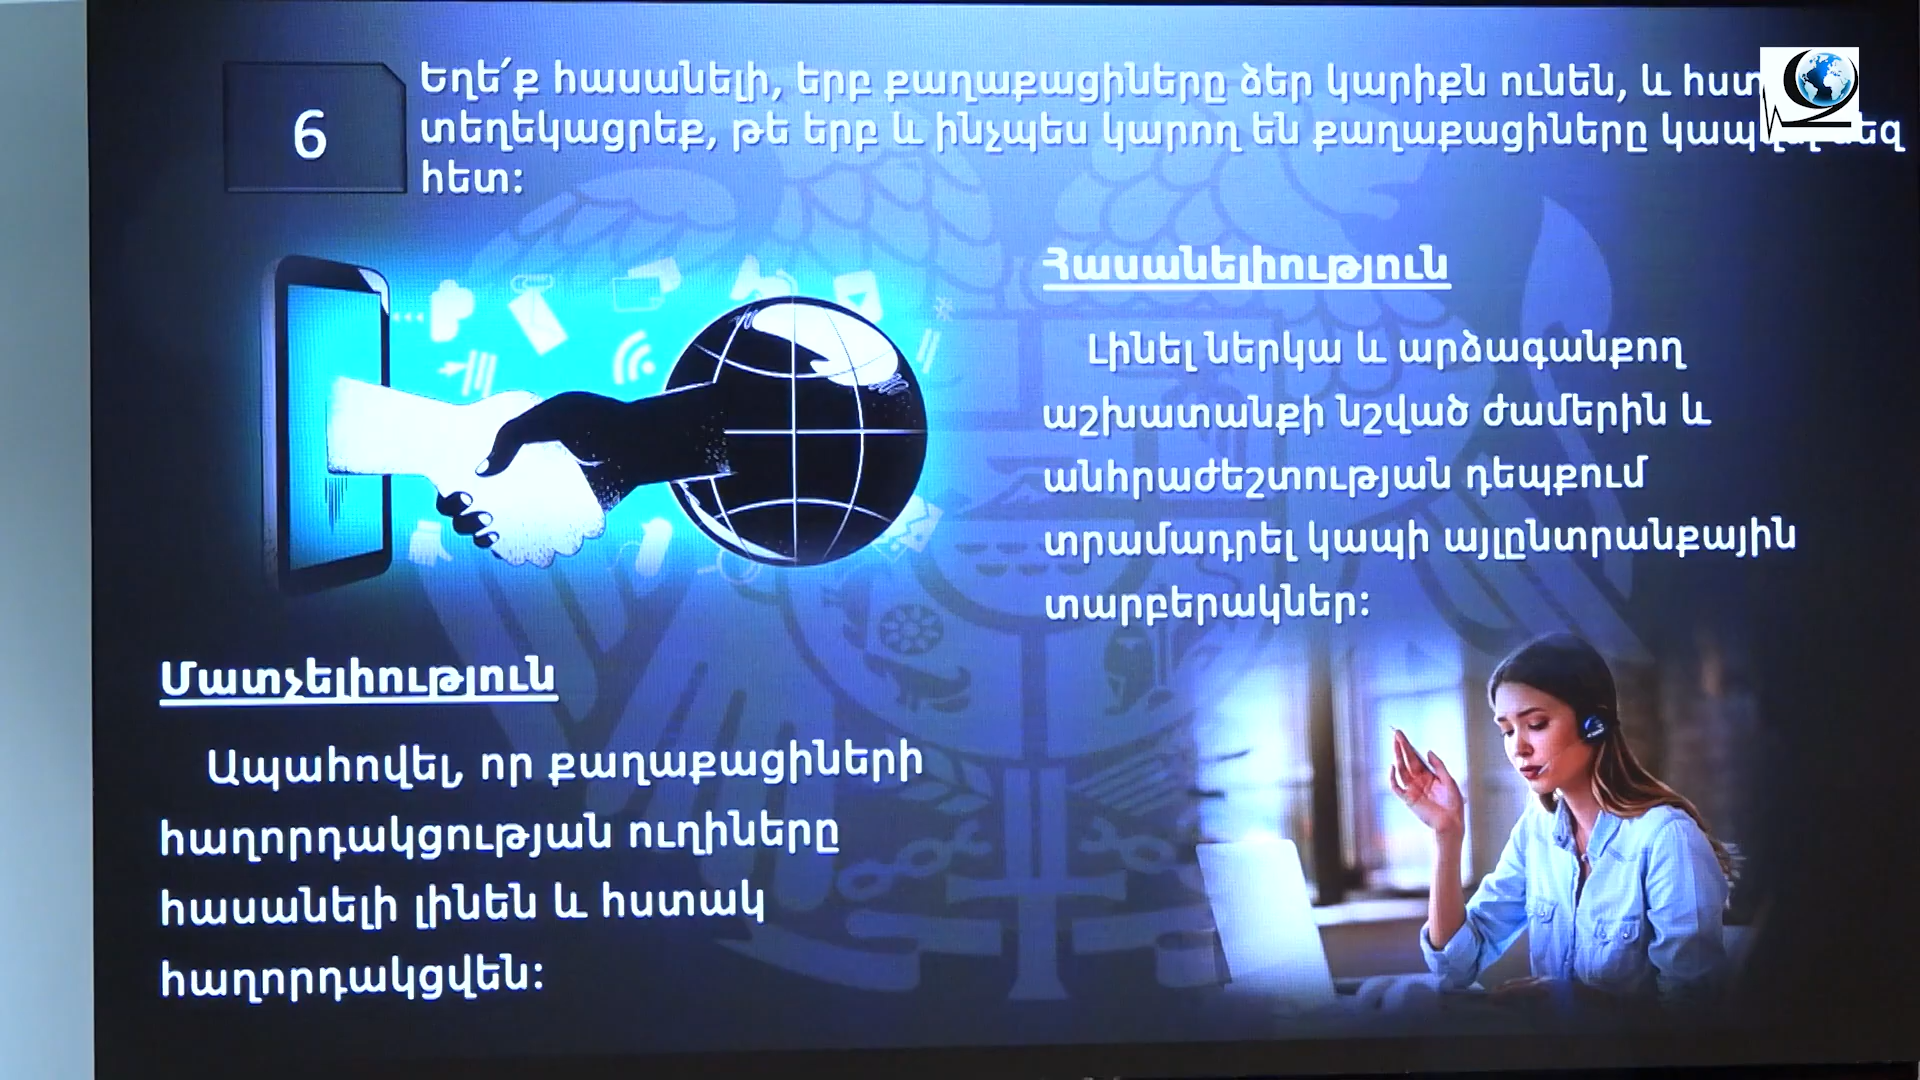 6
Եղե՛ք հասանելի, երբ քաղաքացիները ձեր կարիքն ունեն, և
տեղեկացրեք, թե երբ և ինչպես կարող են քաղաքացիները
հետ։
Հասանելիություն
Լինել ներկա և արձագանքող
աշխատանքի նշված ժամերին և
անհրաժեշտության դեպքում
տրամադրել կապի այլընտրանքային
տարբերակներ։
Մատչելիություն
Ապահովել, որ քաղաքացիների
հաղորդակցության ուղիները
հասանելի լինեն և հստակ
հաղորդակցվեն։